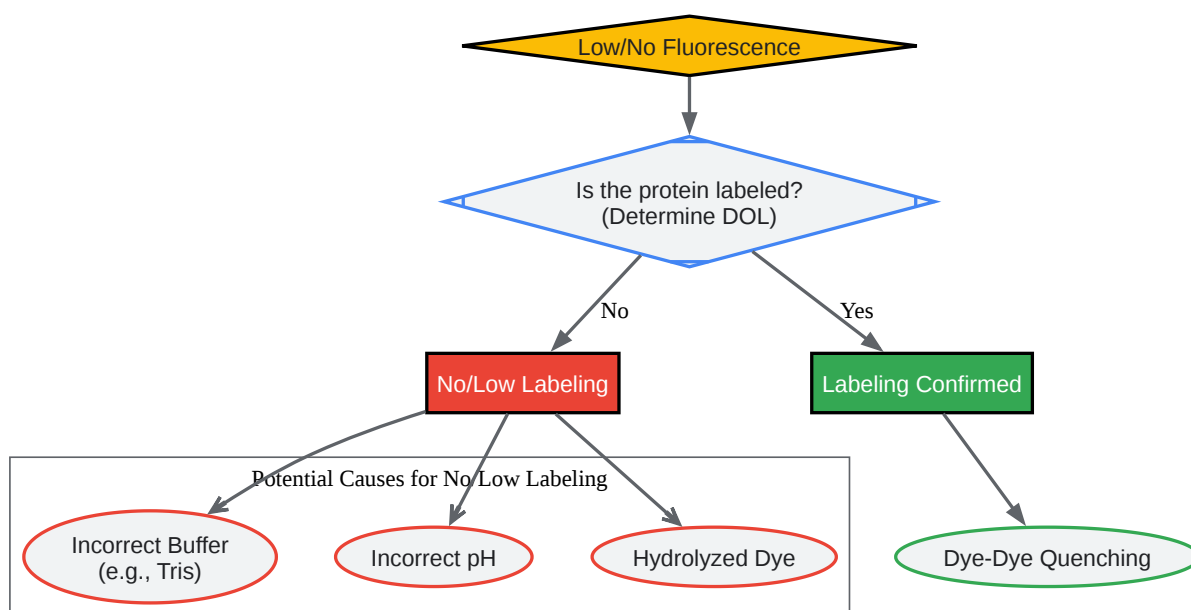 Low/No Fluorescence
Is the protein labeled?
(Determine DOL)
No
Yes
No/Low Labeling
Labeling Confirmed
Potential Causes for No/Low Labeling
Incorrect Buffer
(e.g., Tris)
Incorrect pH
Hydrolyzed Dye
Dye-Dye Quenching